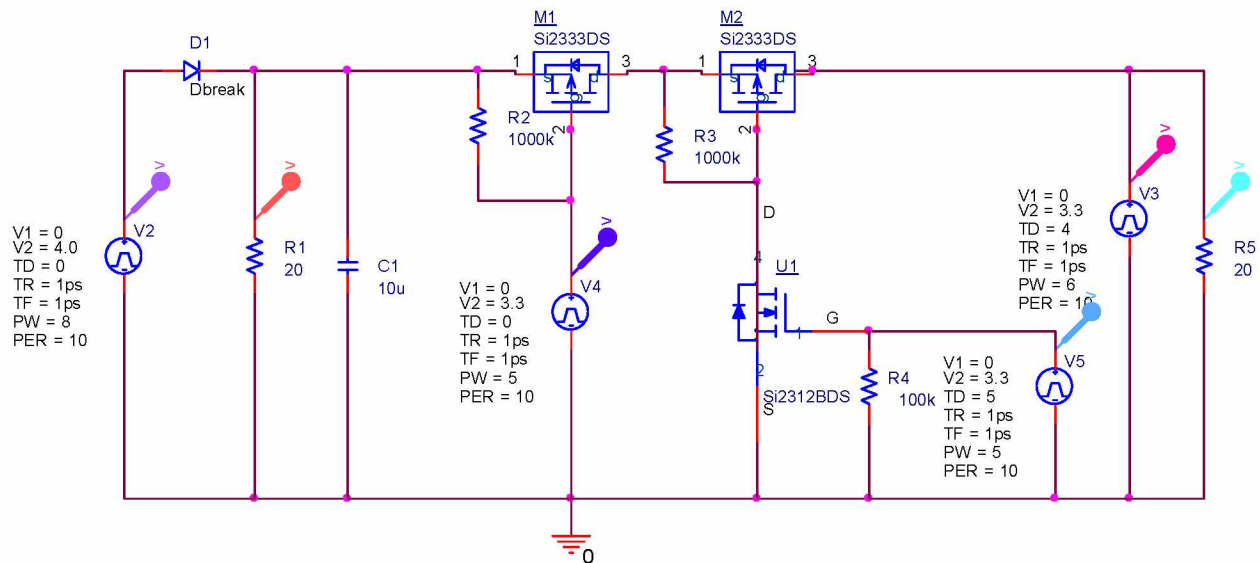 M1
Si2333DS
M2
Si2333DS
D1
Dbreak
1
s
d
g
3
2
1
s
d
g
3
2
R2
1000k
R3
1000k
V
V
V
V
V
V
V1 = 0
V2 = 4.0
TD = 0
TR = 1ps
TF = 1ps
PW = 8
PER = 10
V2
R1
20
C1
10u
V1 = 0
V2 = 3.3
TD = 0
TR = 1ps
TF = 1ps
PW = 5
PER = 10
V4
D
4
U1
G
1
2
Si2312BDS
S
R4
100k
V1 = 0
V2 = 3.3
TD = 4
TR = 1ps
TF = 1ps
PW = 6
PER = 10
V3
R5
20
V1 = 0
V2 = 3.3
TD = 5
TR = 1ps
TF = 1ps
PW = 5
PER = 10
V5
0